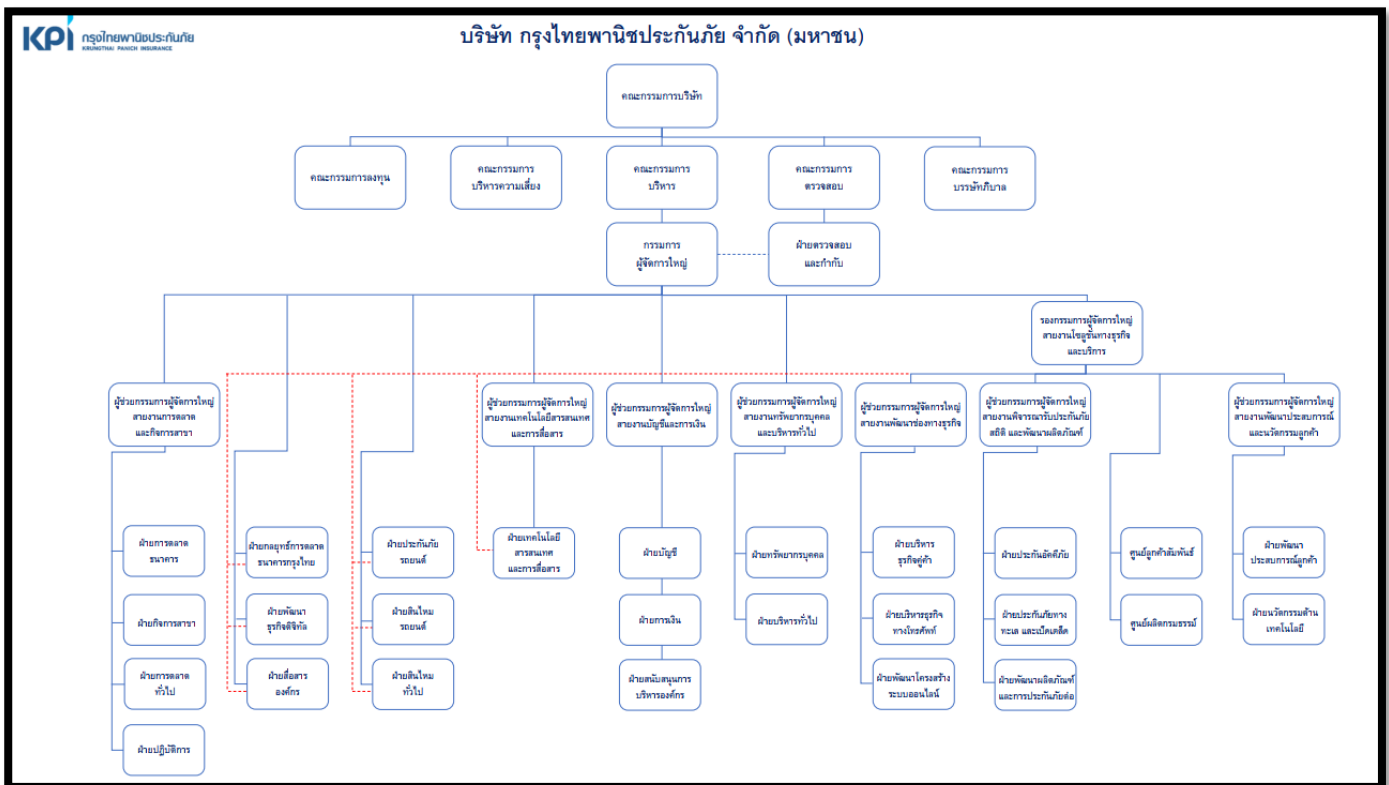 KPI กรุงไทยพานิชประกันภัย
KRUNGTHAI PANICH INSURANCE
บริษัท กรุงไทยพานิชประกันภัย จำกัด (มหาชน)
คณะกรรมการบริษัท
คณะกรรมการลงทุน
คณะกรรมการ
บริหารความเสี่ยง
คณะกรรมการ
บริหาร
คณะกรรมการ
ตรวจสอบ
คณะกรรมการ
บรรษัทภิบาล
กรรมการ
ผู้จัดการใหญ่
ฝ่ายตรวจสอบ
และกำกับ
รองกรรมการผู้จัดการใหญ่
สายงานโซลูชั่นทางธุรกิจ
และบริการ
ผู้ช่วยกรรมการผู้จัดการใหญ่
สายงานการตลาด
และกิจการสาขา
ผู้ช่วยกรรมการผู้จัดการใหญ่
สายงานเทคโนโลยีสารสนเทศ
และการสื่อสาร
ผู้ช่วยกรรมการผู้จัดการใหญ่
สายงานบัญชีและการเงิน
ผู้ช่วยกรรมการผู้จัดการใหญ่
สายงานทรัพยากรบุคคล
และบริหารทั่วไป
ผู้ช่วยกรรมการผู้จัดการใหญ่
สายงานพัฒนาช่องทางธุรกิจ
ผู้ช่วยกรรมการผู้จัดการใหญ่
สายงานพิจารณารับประกันภัย
สถิติ และพัฒนาผลิตภัณฑ์
ผู้ช่วยกรรมการผู้จัดการใหญ่
สายงานพัฒนาประสบการณ์
และนวัตกรรมลูกค้า
ฝ่ายการตลาด
ธนาคาร
ฝ่ายกลยุทธ์การตลาด
ธนาคารกรุงไทย
ฝ่ายประกันภัย
รถยนต์
ฝ่ายเทคโนโลยี
สารสนเทศ
และการสื่อสาร
ฝ่ายบัญชี
ฝ่ายทรัพยากรบุคคล
ฝ่ายบริหาร
ธุรกิจคู่ค้า
ฝ่ายประกันอัคคีภัย
ศูนย์ลูกค้าสัมพันธ์
ฝ่ายพัฒนา
ประสบการณ์ลูกค้า
ฝ่ายกิจการสาขา
ฝ่ายพัฒนา
ธุรกิจดิจิทัล
ฝ่ายสินไหม
รถยนต์
ฝ่ายการเงิน
ฝ่ายบริหารทั่วไป
ฝ่ายบริหารธุรกิจ
ทางโทรศัพท์
ฝ่ายประกันภัยทาง
ทะเล และเบ็ดเตล็ด
ศูนย์ผลิตกรมธรรม์
ฝ่ายนวัตกรรมด้าน
เทคโนโลยี
ฝ่ายการตลาด
ทั่วไป
ฝ่ายสื่อสาร
องค์กร
ฝ่ายสินไหม
ทั่วไป
ฝ่ายสนับสนุนการ
บริหารองค์กร
ฝ่ายพัฒนาโครงสร้าง
ระบบออนไลน์
ฝ่ายพัฒนาผลิตภัณฑ์
และการประกันภัยต่อ
ฝ่ายปฏิบัติการ